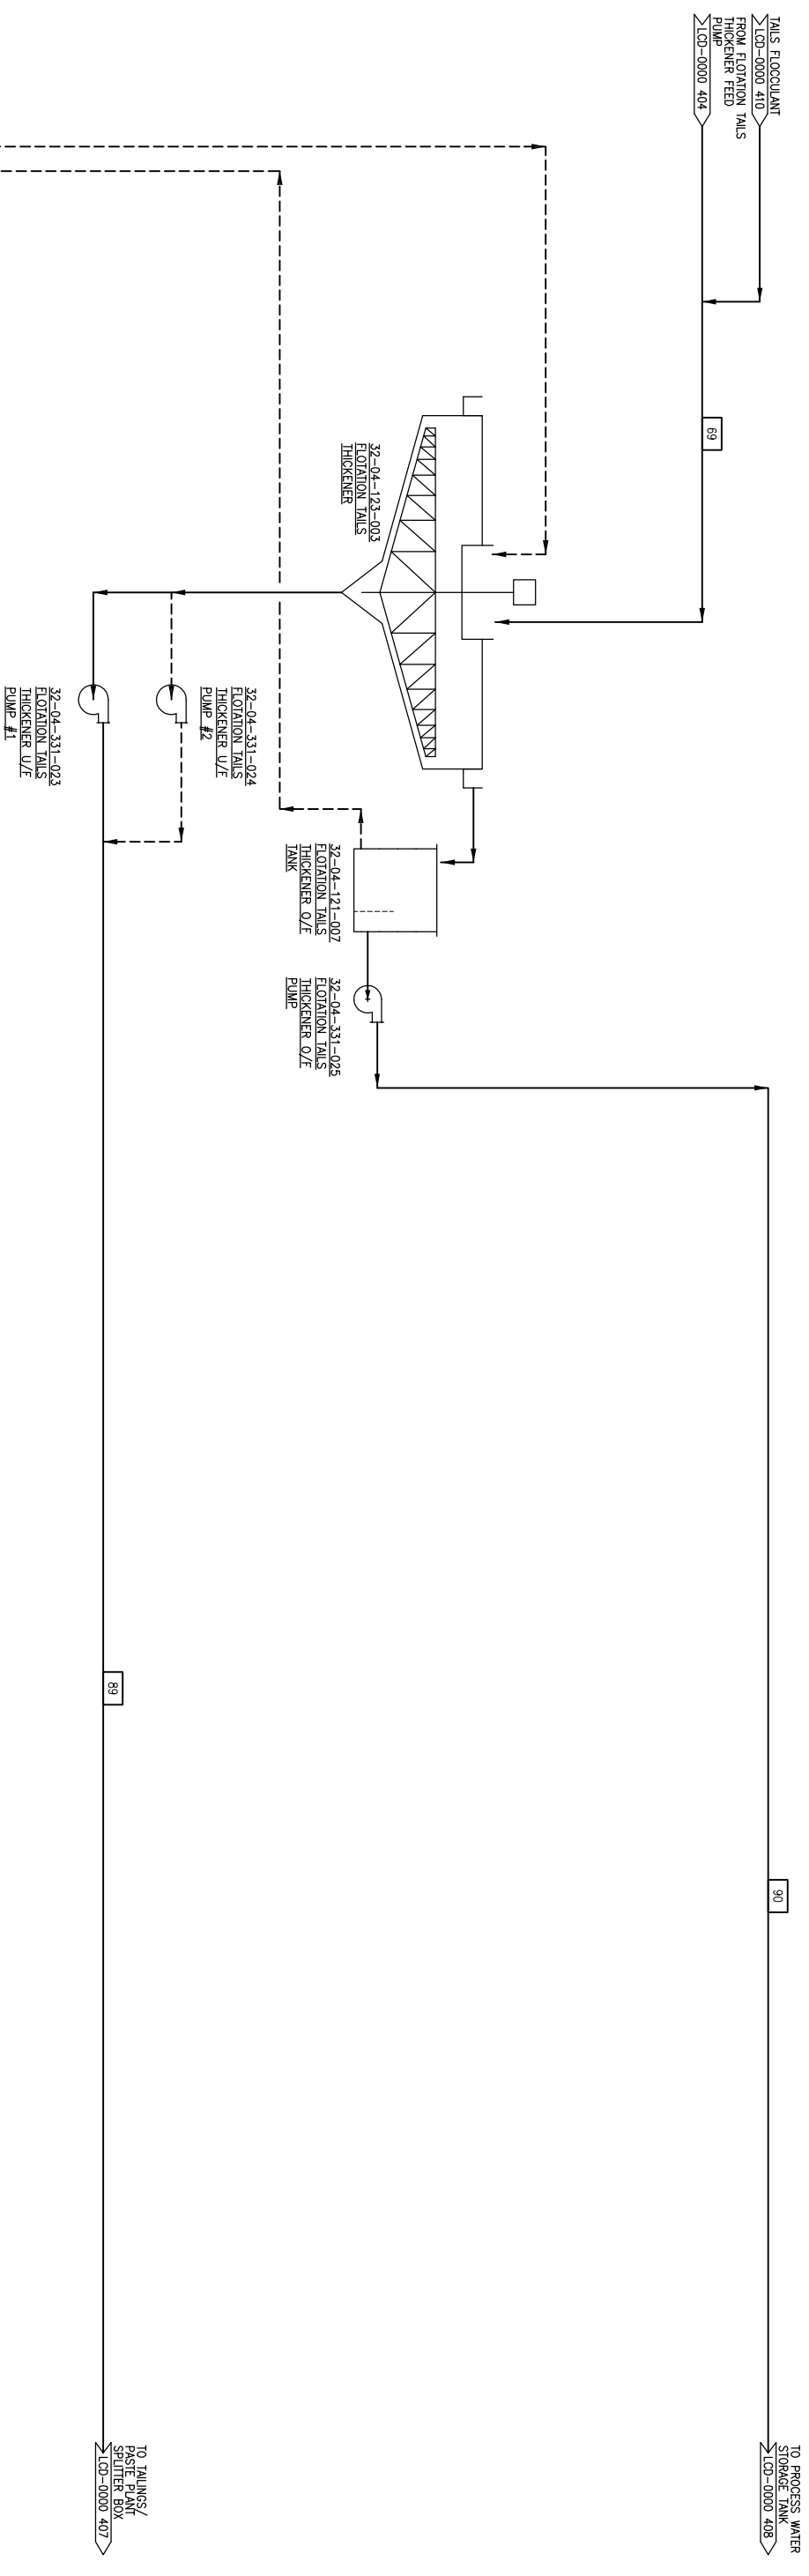 TAILS FLOCCULANT
LCD-0000 410
FROM FLOTATION TAILS
THICKENER FEED
PUMP
LCD-0000 404
69
32-04-123-003
FLOTATION TAILS
THICKENER
32-04-331-024
FLOTATION TAILS
THICKENER U/F
PUMP #2
32-04-331-023
FLOTATION TAILS
THICKENER U/F
PUMP #1
32-04-121-007
FLOTATION TAILS
THICKENER O/F
TANK
32-04-331-025
FLOTATION TAILS
THICKENER O/F
PUMP
89
90
TO PROCESS WATER
STORAGE TANK
LCD-0000 408
TO TAILINGS/
PASTE PLANT
SPLITTER BOX
LCD-0000 407